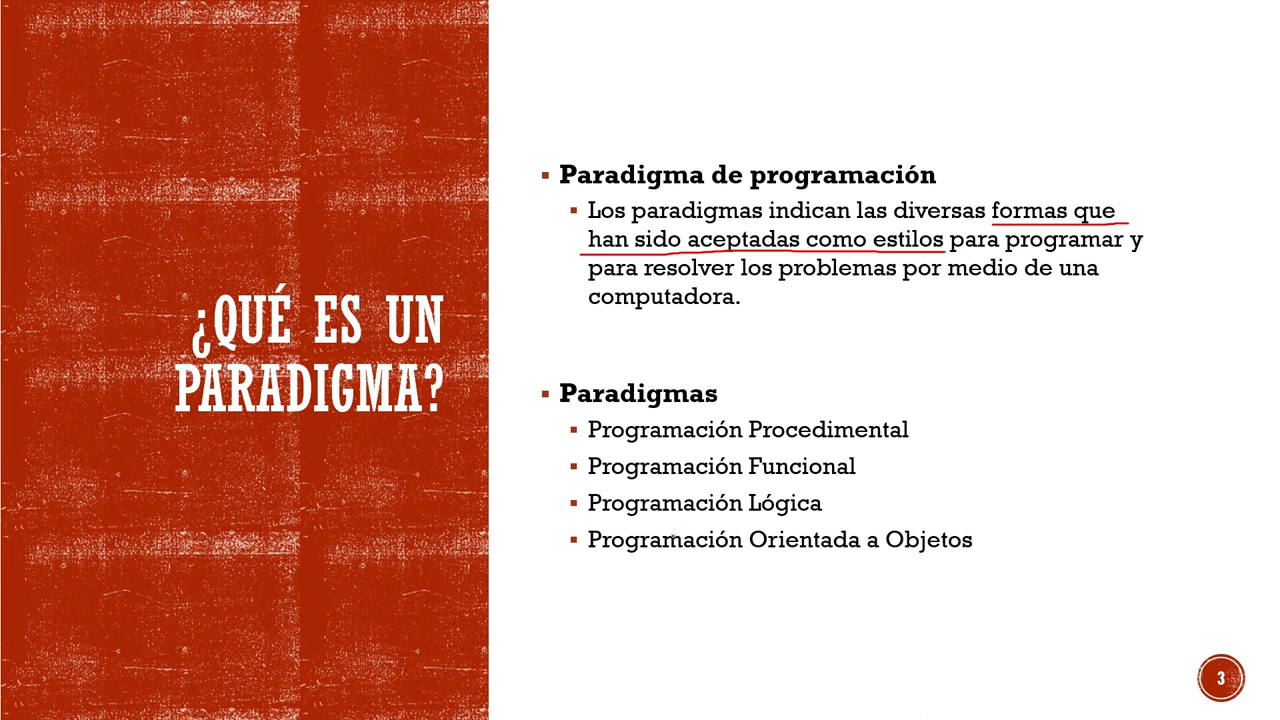 ¿QUÉ ES UN
PARADIGMA?
Paradigma de programación
Los paradigmas indican las diversas formas que
han sido aceptadas como estilos para programar y
para resolver los problemas por medio de una
computadora.
Paradigmas
Programación Procedimental
Programación Funcional
Programación Lógica
Programación Orientada a Objetos
3